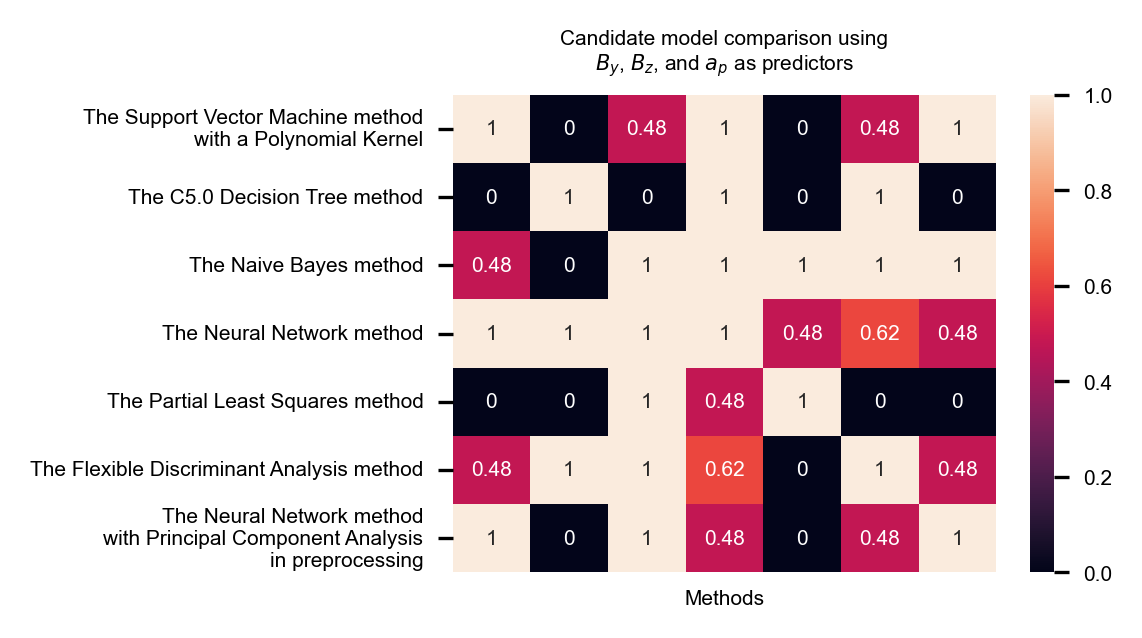 Candidate model comparison using
$B_y$, $B_z$, and $a_p$ as predictors
The Support Vector Machine method
with a Polynomial Kernel
1 0 0.48 1 0 0.48 1
The C5.0 Decision Tree method
0 1 0 1 0 1 0
The Naive Bayes method
0.48 0 1 1 1 1 1
The Neural Network method
1 1 1 1 0.48 0.62 0.48
The Partial Least Squares method
0 0 1 0.48 1 0 0
The Flexible Discriminant Analysis method
0.48 1 1 0.62 0 1 0.48
The Neural Network method
with Principal Component Analysis
in preprocessing
1 0 1 0.48 0 0.48 1
Methods
1.0
0.8
0.6
0.4
0.2
0.0